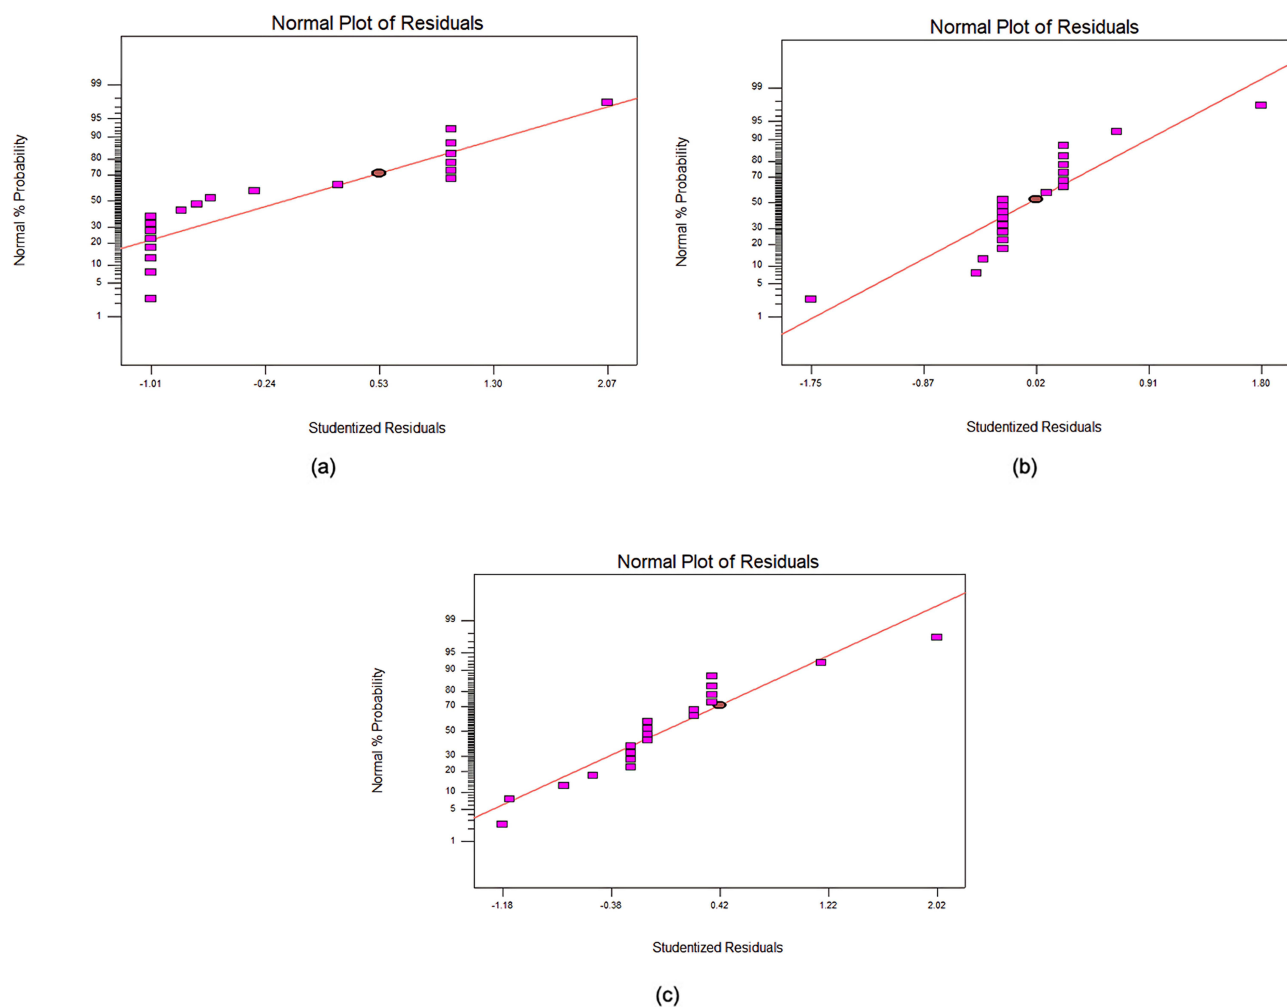 Normal Plot of Residuals
Normal % Probability
99
95
90
80
70
50
30
20
10
5
1
-1.01 -0.24 0.53 1.30 2.07
Studentized Residuals
(a)
Normal Plot of Residuals
Normal % Probability
99
95
90
80
70
50
30
20
10
5
1
-1.75 -0.87 0.02 0.91 1.80
Studentized Residuals
(b)
Normal Plot of Residuals
Normal % Probability
99
95
90
80
70
50
30
20
10
5
1
-1.18 -0.38 0.42 1.22 2.02
Studentized Residuals
(c)